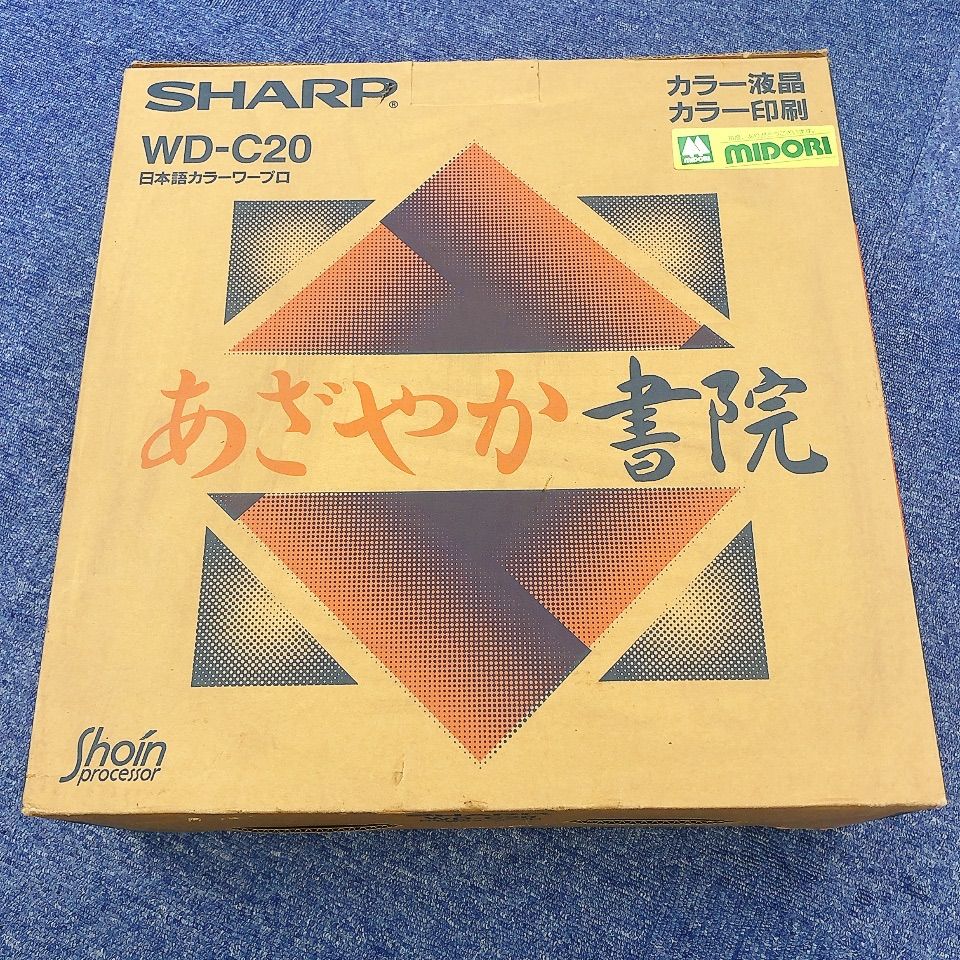 SHARP®
カラー液晶
カラー印刷
WD-C20
日本語カラーワープロ
MIDORI
MIDORI
あざやか書院
Shoin
processor